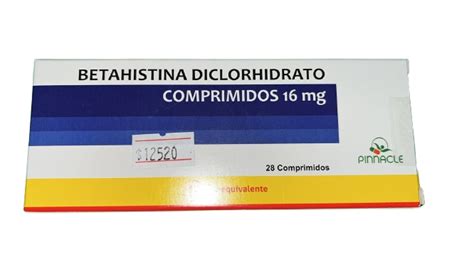 BETAHISTINA DICLORHIDRATO
COMPRIMIDOS 16 mg
$12520
PINNACLE
28 Comprimidos
equivalente